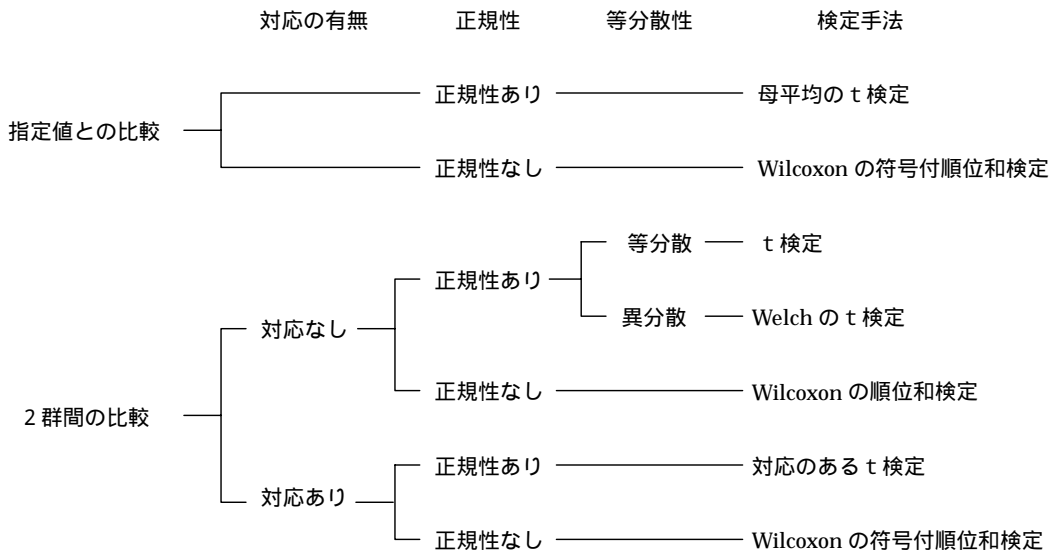 対応の有無 正規性 等分散性 検定手法
正規性あり 母平均の t 検定
指定値との比較
正規性なし Wilcoxon の符号付順位和検定
等分散 t 検定
正規性あり
異分散 Welch の t 検定
対応なし
正規性なし Wilcoxon の順位和検定
2 群間の比較
正規性あり 対応のある t 検定
対応あり
正規性なし Wilcoxon の符号付順位和検定